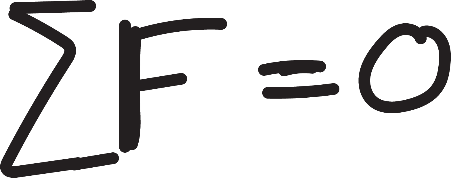 ∑F = 0